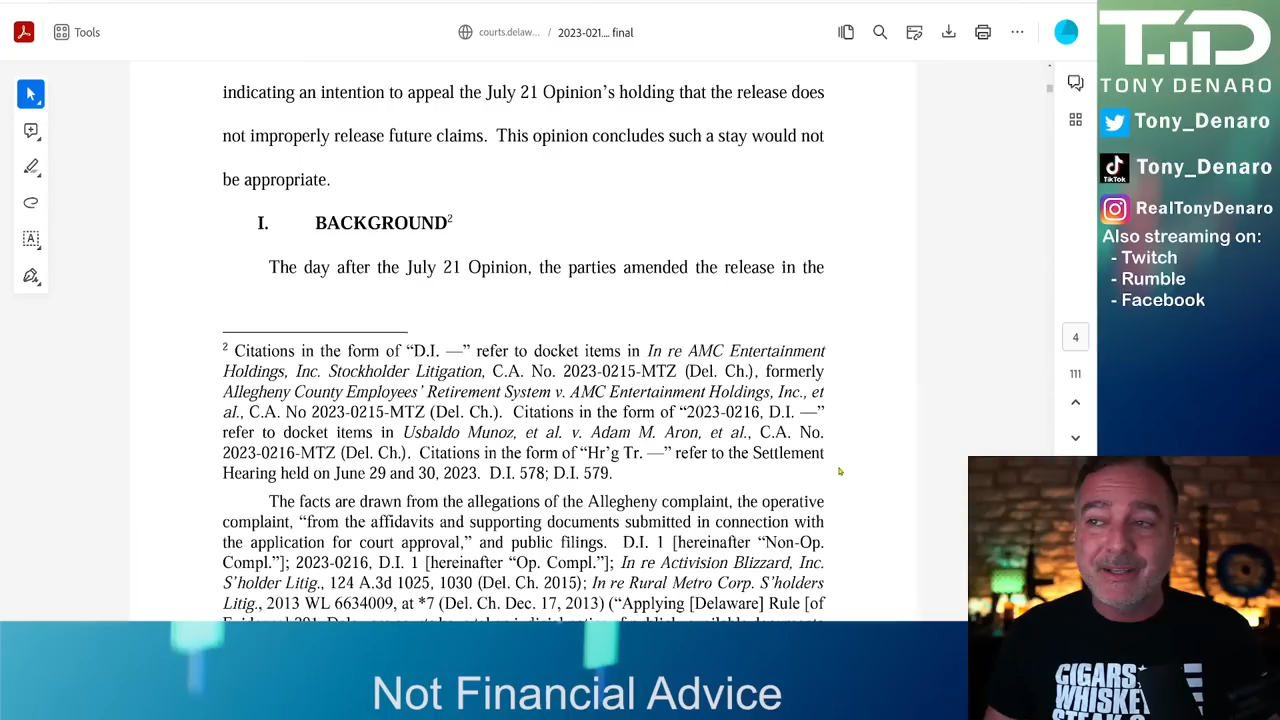 Tools
courts.delaw... / 2023-021.... final
indicating an intention to appeal the July 21 Opinion's holding that the release does
not improperly release future claims. This opinion concludes such a stay would not
be appropriate.
I. BACKGROUND2
The day after the July 21 Opinion, the parties amended the release in the
2 Citations in the form of “D.I. —” refer to docket items in In re AMC Entertainment
Holdings, Inc. Stockholder Litigation, C.A. No. 2023-0215-MTZ (Del. Ch.), formerly
Allegheny County Employees’ Retirement System v. AMC Entertainment Holdings, Inc., et
al., C.A. No 2023-0215-MTZ (Del. Ch.). Citations in the form of “2023-0216, D.I. —”
refer to docket items in Usbaldo Munoz, et al. v. Adam M. Aron, et al., C.A. No.
2023-0216-MTZ (Del. Ch.). Citations in the form of “Hr’g Tr. —” refer to the Settlement
Hearing held on June 29 and 30, 2023. D.I. 578; D.I. 579.
The facts are drawn from the allegations of the Allegheny complaint, the operative
complaint, “from the affidavits and supporting documents submitted in connection with
the application for court approval,” and public filings. D.I. 1 [hereinafter “Non-Op.
Compl.”]; 2023-0216, D.I. 1 [hereinafter “Op. Compl.”]; In re Activision Blizzard, Inc.
S’holder Litig., 124 A.3d 1025, 1030 (Del. Ch. 2015); In re Rural Metro Corp. S’holders
Litig., 2013 WL 6634009, at *7 (Del. Ch. Dec. 17, 2013) (“Applying [Delaware] Rule [of
4
111
T.D
TONY DENARO
Tony_Denaro
TikTok
Tony_Denaro
RealTonyDenaro
Also streaming on:
- Twitch
- Rumble
- Facebook
CIGARS
WHISKE
Not Financial Advice